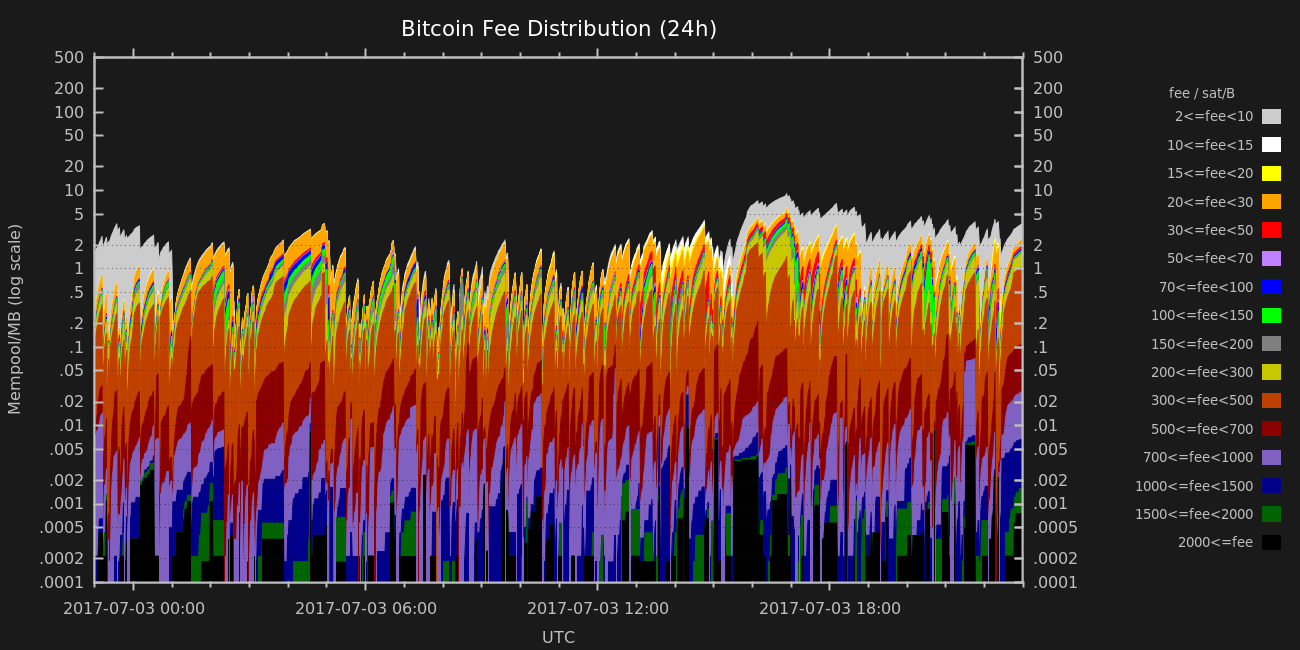 Bitcoin Fee Distribution (24h)
500
200
100
50
20
10
5
2
1
.5
.2
.1
.05
.02
.01
.005
.002
.001
.0005
.0002
.0001
Mempool/MB (log scale)
500
200
100
50
20
10
5
2
1
.5
.2
.1
.05
.02
.01
.005
.002
.001
.0005
.0002
.0001
2017-07-03 00:00
2017-07-03 06:00
2017-07-03 12:00
2017-07-03 18:00
UTC
fee / sat/B
2<=fee<10
10<=fee<15
15<=fee<20
20<=fee<30
30<=fee<50
50<=fee<70
70<=fee<100
100<=fee<150
150<=fee<200
200<=fee<300
300<=fee<500
500<=fee<700
700<=fee<1000
1000<=fee<1500
1500<=fee<2000
2000<=fee